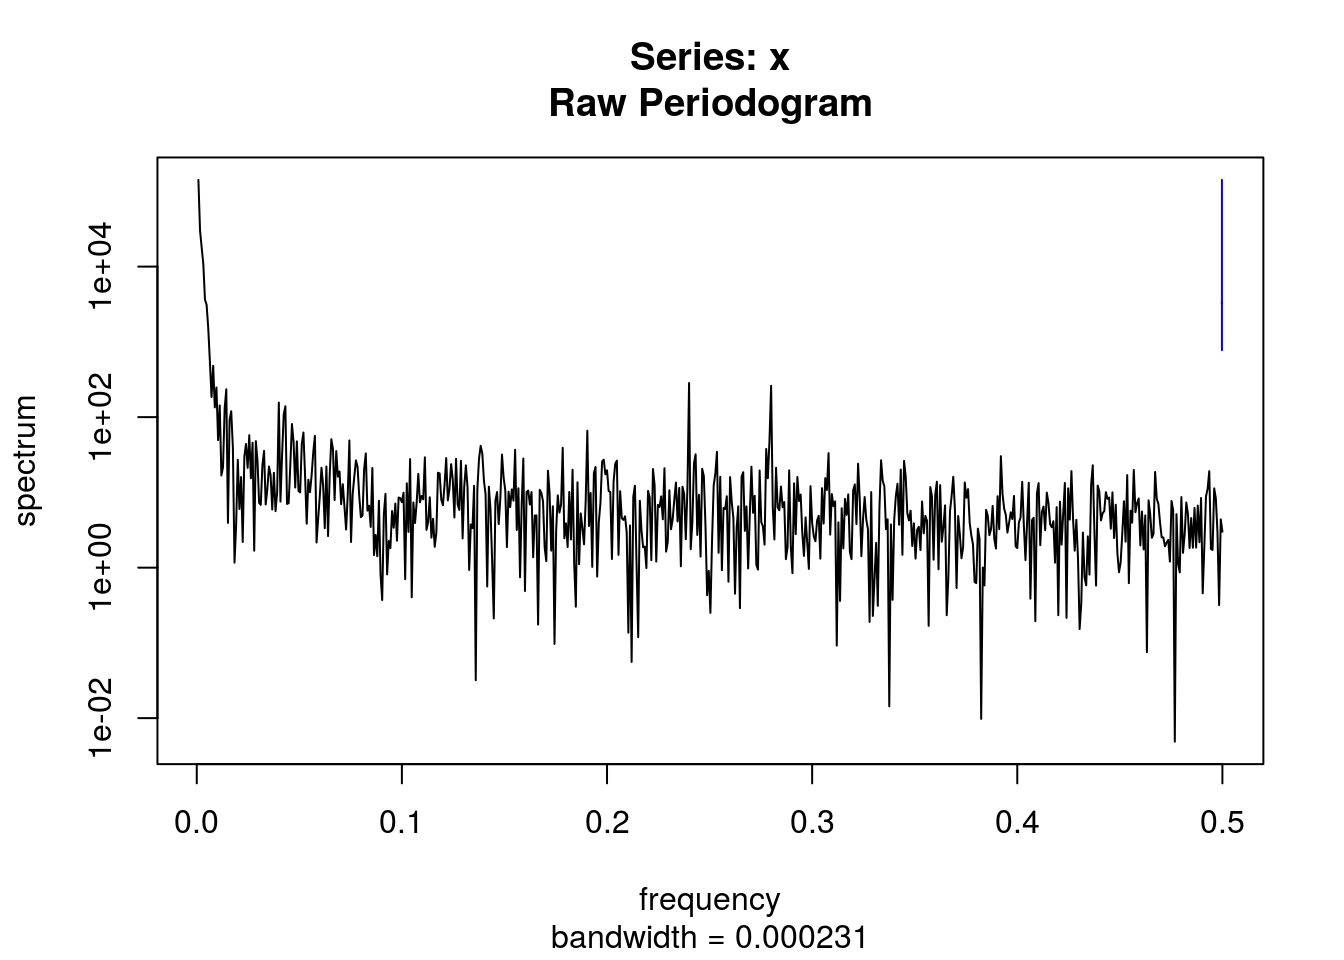 Series: x
Raw Periodogram
spectrum
1e+04
1e+02
1e+00
1e-02
0.0 0.1 0.2 0.3 0.4 0.5
frequency
bandwidth = 0.000231